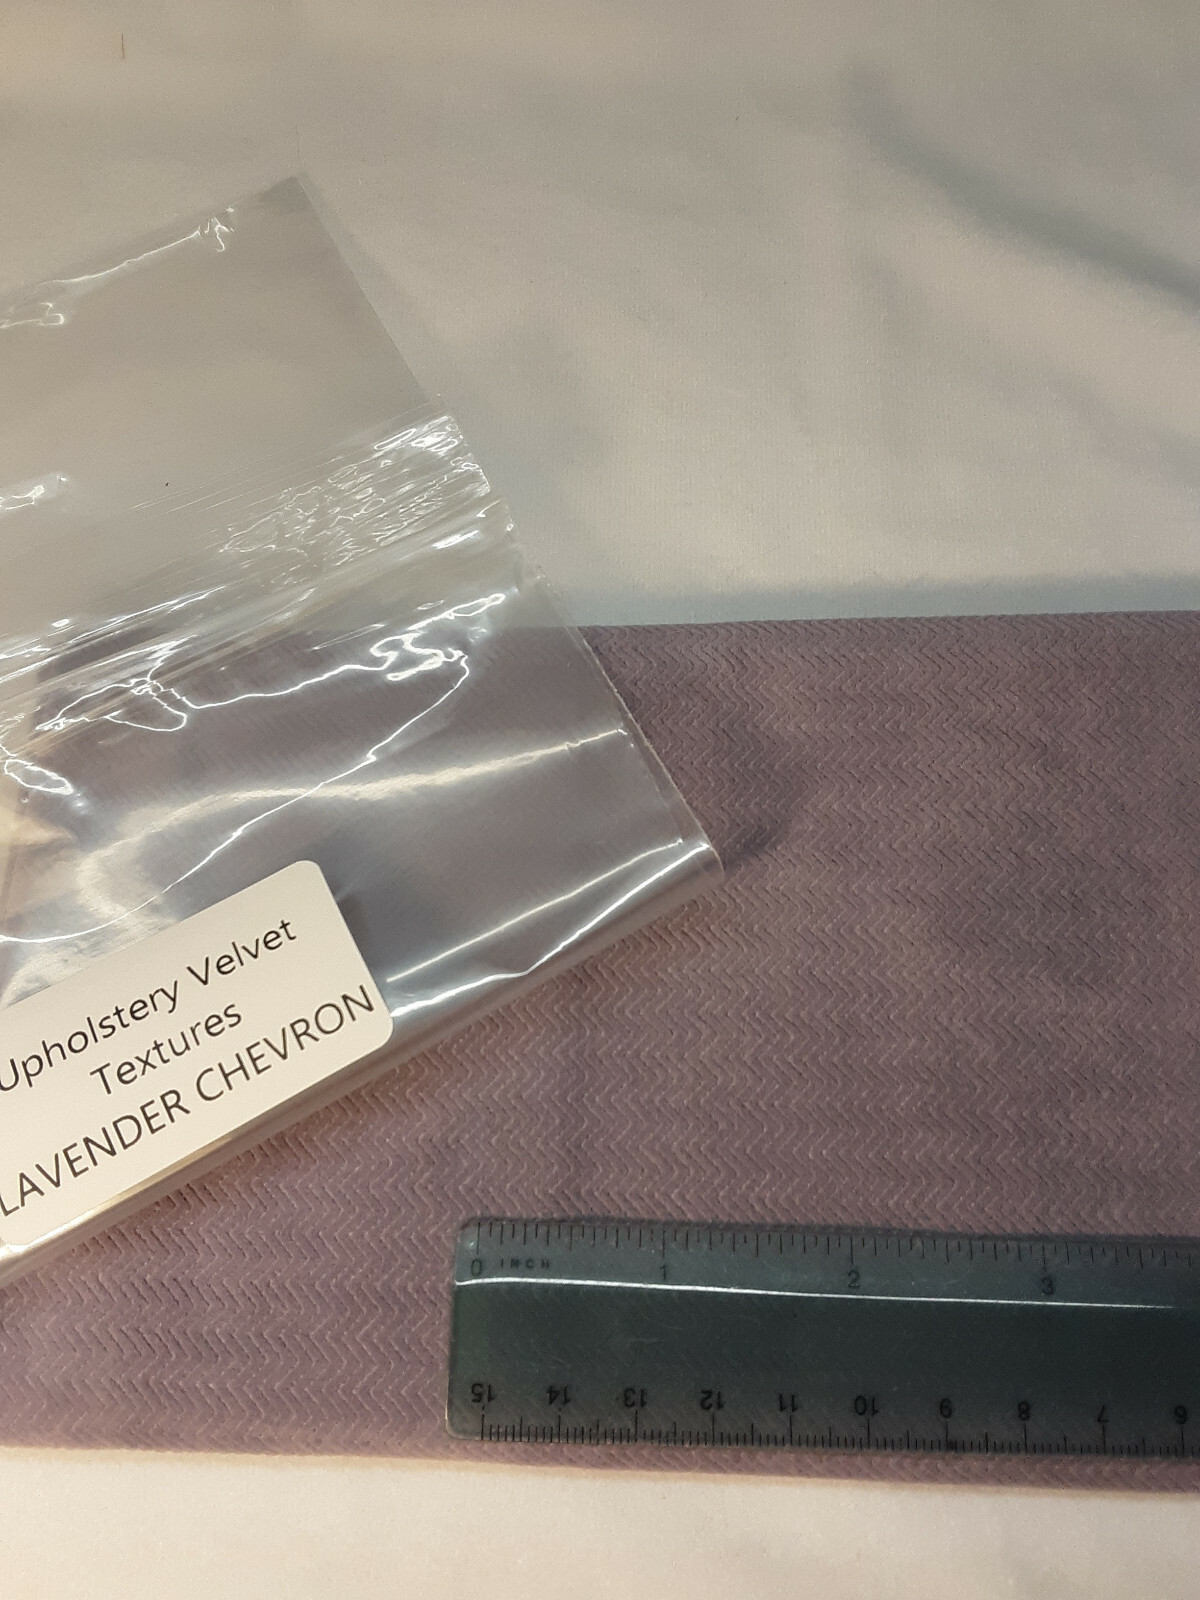 Upholstery Velvet
Textures
LAVENDER CHEVRON
0 INCH 1 2 3
15 14 13 12 11 10 9 8 7 6